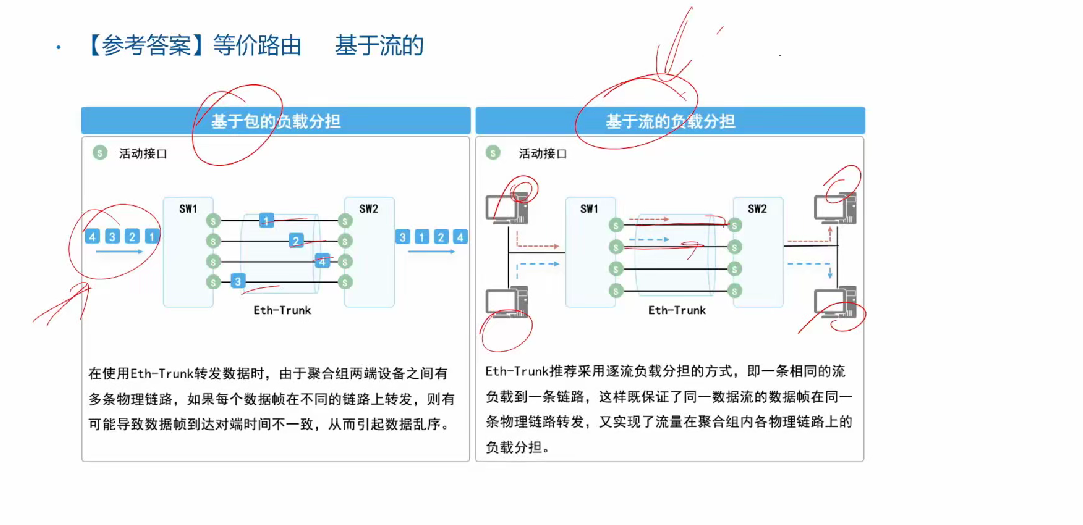 · 【参考答案】等价路由 基于流的
基于包的负载分担
S 活动接口
SW1 SW2
4 3 2 1
1
2
4
3
S S
S S
S S
S S
3 1 2 4
Eth-Trunk
在使用Eth-Trunk转发数据时，由于聚合组两端设备之间有
多条物理链路，如果每个数据帧在不同的链路上转发，则有
可能导致数据帧到达对端时间不一致，从而引起数据乱序。
基于流的负载分担
S 活动接口
SW1 SW2
S S
S S
S S
S S
Eth-Trunk
Eth-Trunk推荐采用逐流负载分担的方式，即一条相同的流
负载到一条链路，这样既保证了同一数据流的数据帧在同一
条物理链路转发，又实现了流量在聚合组内各物理链路上的
负载分担。